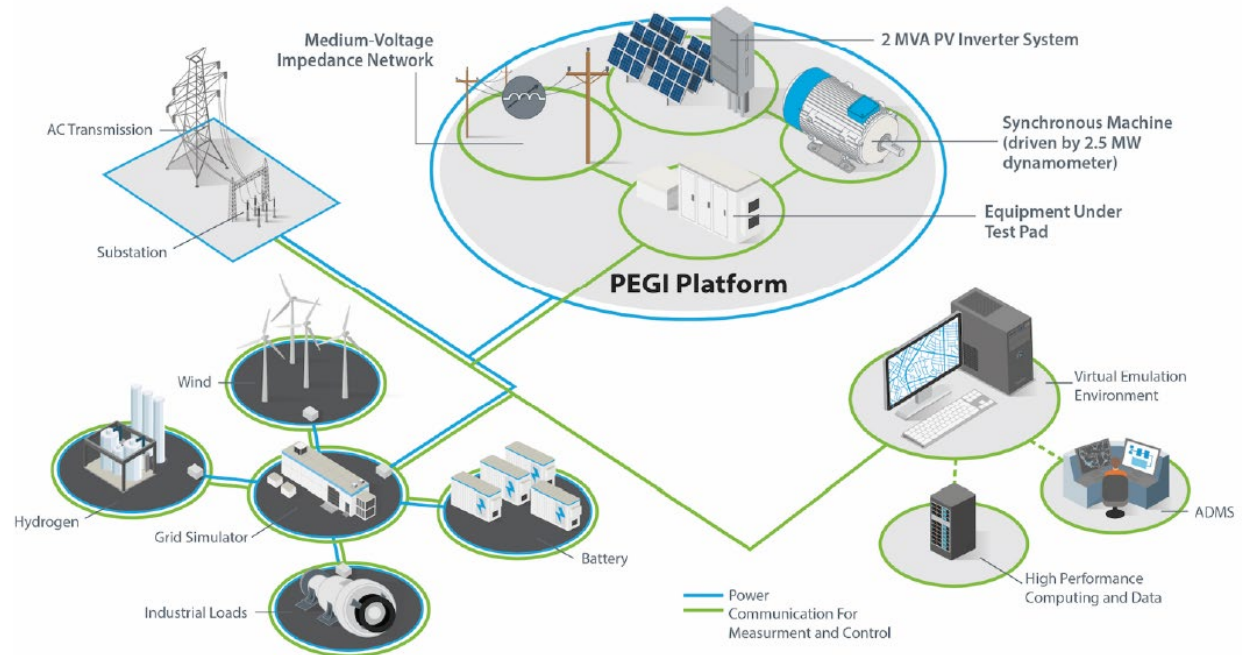 Medium-Voltage
Impedance Network
2 MVA PV Inverter System
AC Transmission
Synchronous Machine
(driven by 2.5 MW
dynamometer)
Equipment Under
Test Pad
Substation
PEGI Platform
Wind
Virtual Emulation
Environment
Hydrogen
Grid Simulator
Battery
ADMS
Industrial Loads
High Performance
Computing and Data
Power
Communication For
Measurment and Control